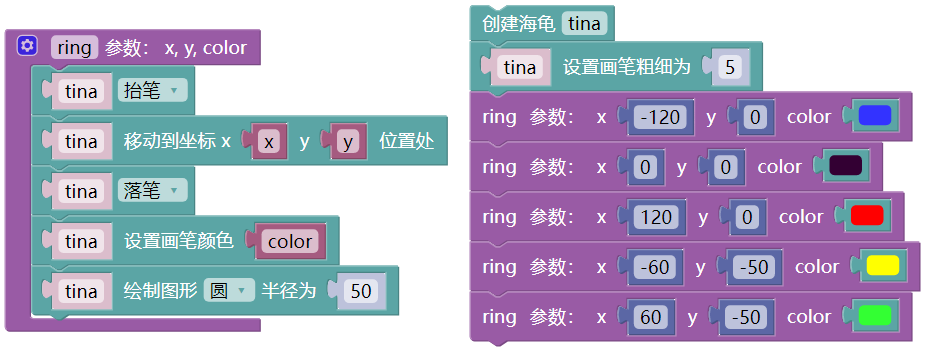 ring 参数： x, y, color
tina 抬笔
tina 移动到坐标 x x y y 位置处
tina 落笔
tina 设置画笔颜色 color
tina 绘制图形 圆 半径为 50
创建海龟 tina
tina 设置画笔粗细为 5
ring 参数： x -120 y 0 color
ring 参数： x 0 y 0 color
ring 参数： x 120 y 0 color
ring 参数： x -60 y -50 color
ring 参数： x 60 y -50 color